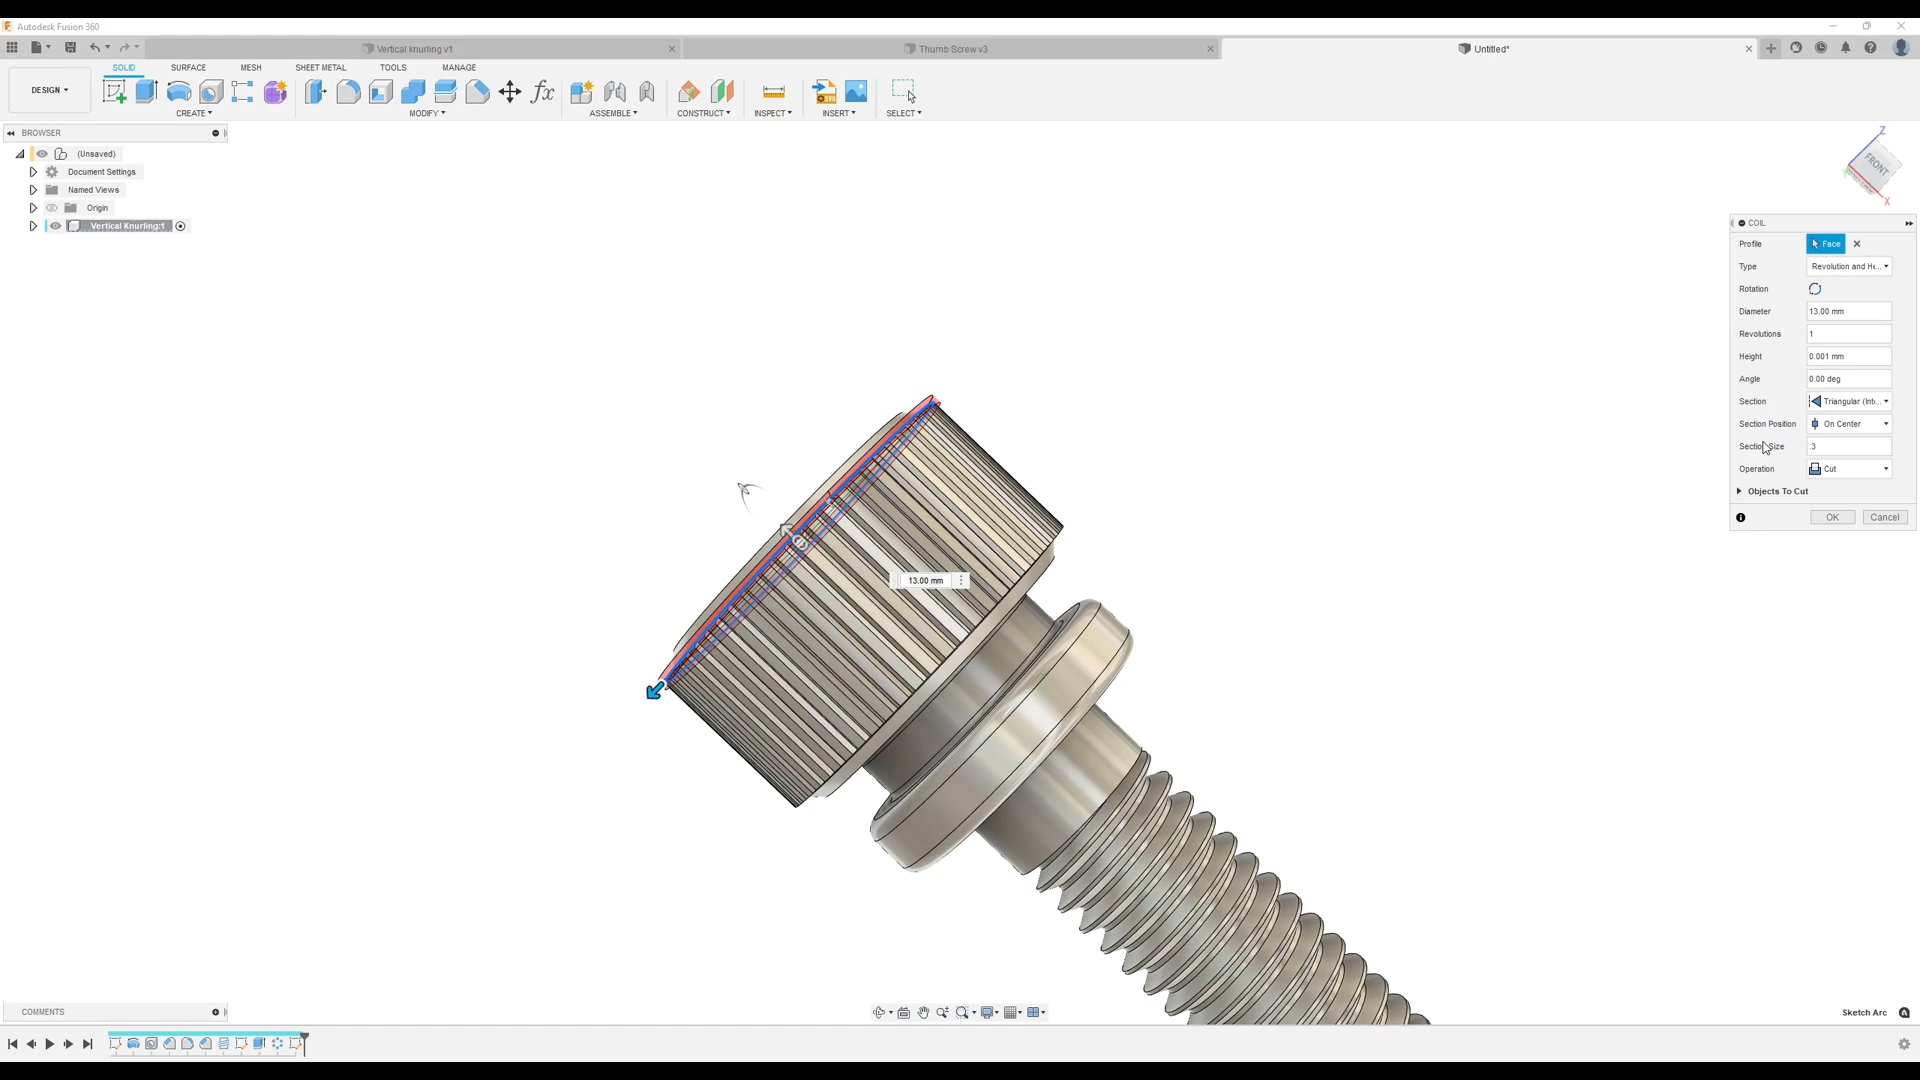 Autodesk Fusion 360
Vertical knurling v1
Thumb Screw v3
Untitled*
SOLID
SURFACE
MESH
SHEET METAL
TOOLS
MANAGE
DESIGN
CREATE
MODIFY
ASSEMBLE
CONSTRUCT
INSPECT
INSERT
SELECT
fx
BROWSER
(Unsaved)
Document Settings
Named Views
Origin
Vertical Knurling:1
Z
FRONT
X
COIL
Profile Face
Type Revolution and He...
Rotation
Diameter 13.00 mm
Revolutions 1
Height 0.001 mm
Angle 0.00 deg
Section Triangular (Int...
Section Position On Center
Section Size .3
Operation Cut
Objects To Cut
OK Cancel
13.00 mm
COMMENTS
Sketch Arc